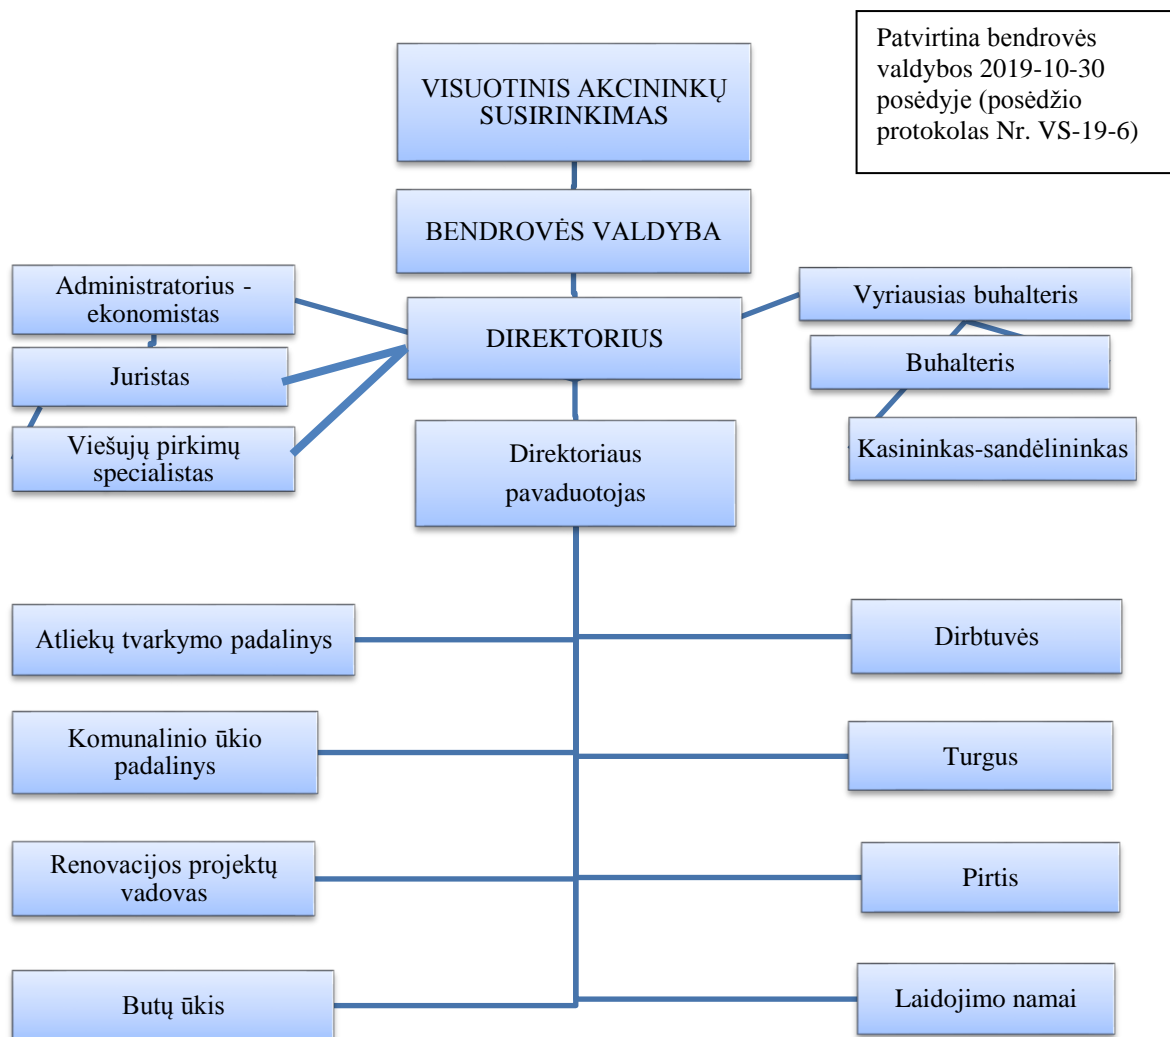 Patvirtina bendrovės
valdybos 2019-10-30
posėdyje (posėdžio
protokolas Nr. VS-19-6)
VISUOTINIS AKCININKŲ
SUSIRINKIMAS
BENDROVĖS VALDYBA
Administratorius -
ekonomistas
DIREKTORIUS
Vyriausias buhalteris
Juristas
Buhalteris
Viešujų pirkimų
specialistas
Direktoriaus
pavaduotojas
Kasininkas-sandėlininkas
Atliekų tvarkymo padalinys
Dirbtuvės
Komunalinio ūkio
padalinys
Turgus
Renovacijos projektų
vadovas
Pirtis
Butų ūkis
Laidojimo namai